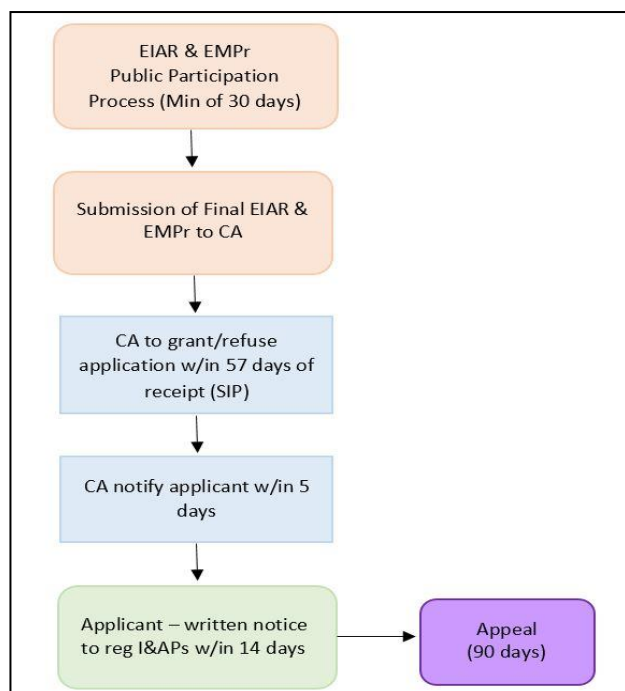 EIAR & EMPr
Public Participation
Process (Min of 30 days)
Submission of Final EIAR &
EMPr to CA
CA to grant/refuse
application w/in 57 days of
receipt (SIP)
CA notify applicant w/in 5
days
Applicant – written notice
to reg I&APs w/in 14 days
Appeal
(90 days)